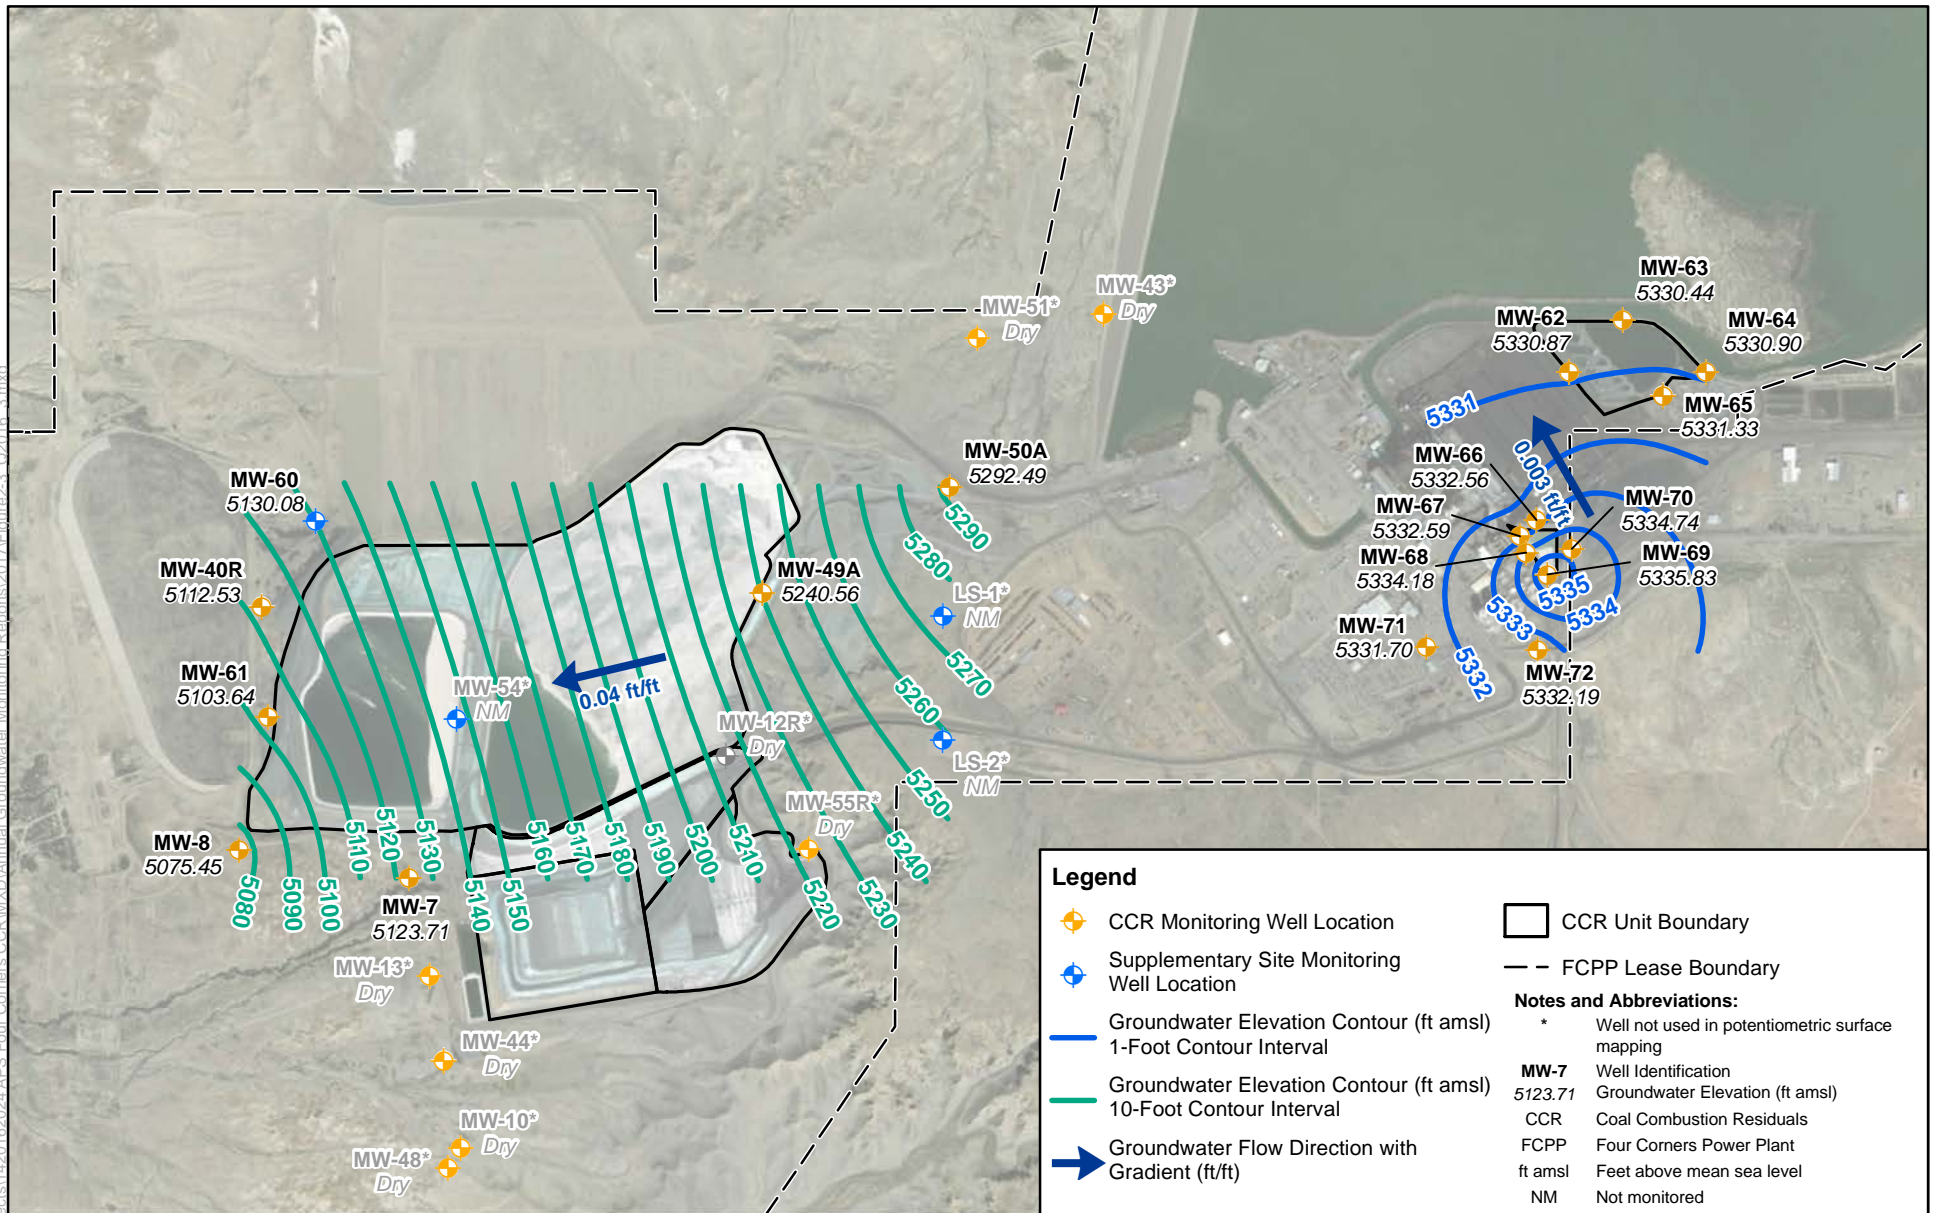 MW-63
5330.44
MW-43*
Dry
MW-51*
Dry
MW-62
5330.87
MW-64
5330.90
5331
MW-65
5331.33
MW-50A
5292.49
MW-66
5332.56
0.003 ft/ft
MW-60
5130.08
MW-67
5332.59
MW-70
5334.74
5290
5280
MW-68
5334.18
MW-69
5335.83
MW-40R
5112.53
MW-49A
5240.56
LS-1*
NM
5335
5334
5333
5332
MW-71
5331.70
MW-61
5103.64
MW-54*
NM
0.04 ft/ft
5270
MW-72
5332.19
5260
MW-12R*
Dry
LS-2*
NM
5250
MW-55R*
Dry
MW-8
5075.45
5080
5090
5100
5110
5120
5130
5140
5150
5160
5170
5180
5190
5200
5210
5220
5230
5240
MW-7
5123.71
MW-13*
Dry
MW-44*
Dry
MW-10*
Dry
MW-48*
Dry
Legend
CCR Monitoring Well Location
Supplementary Site Monitoring
Well Location
Groundwater Elevation Contour (ft amsl)
1-Foot Contour Interval
Groundwater Elevation Contour (ft amsl)
10-Foot Contour Interval
Groundwater Flow Direction with
Gradient (ft/ft)
CCR Unit Boundary
FCPP Lease Boundary
Notes and Abbreviations:
* Well not used in potentiometric surface
mapping
MW-7 Well Identification
5123.71 Groundwater Elevation (ft amsl)
CCR Coal Combustion Residuals
FCPP Four Corners Power Plant
ft amsl Feet above mean sea level
NM Not monitored